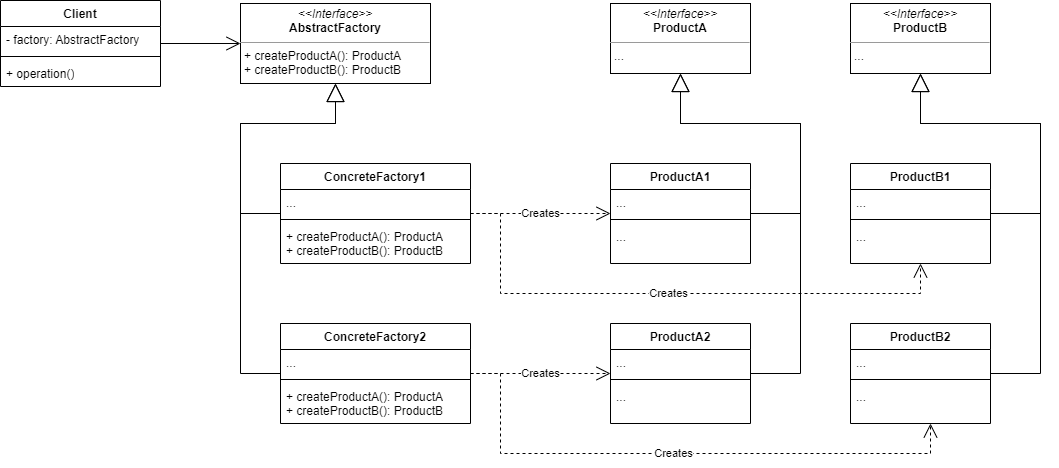 Client
- factory: AbstractFactory
+ operation()
<<Interface>>
AbstractFactory
+ createProductA(): ProductA
+ createProductB(): ProductB
<<Interface>>
ProductA
...
<<Interface>>
ProductB
...
ConcreteFactory1
...
+ createProductA(): ProductA
+ createProductB(): ProductB
Creates
ProductA1
...
...
ProductB1
...
...
Creates
ConcreteFactory2
...
+ createProductA(): ProductA
+ createProductB(): ProductB
Creates
ProductA2
...
...
ProductB2
...
...
Creates